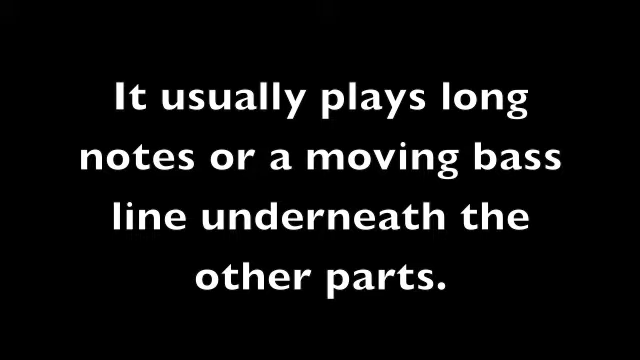 It usually plays long
notes or a moving bass
line underneath the
other parts.